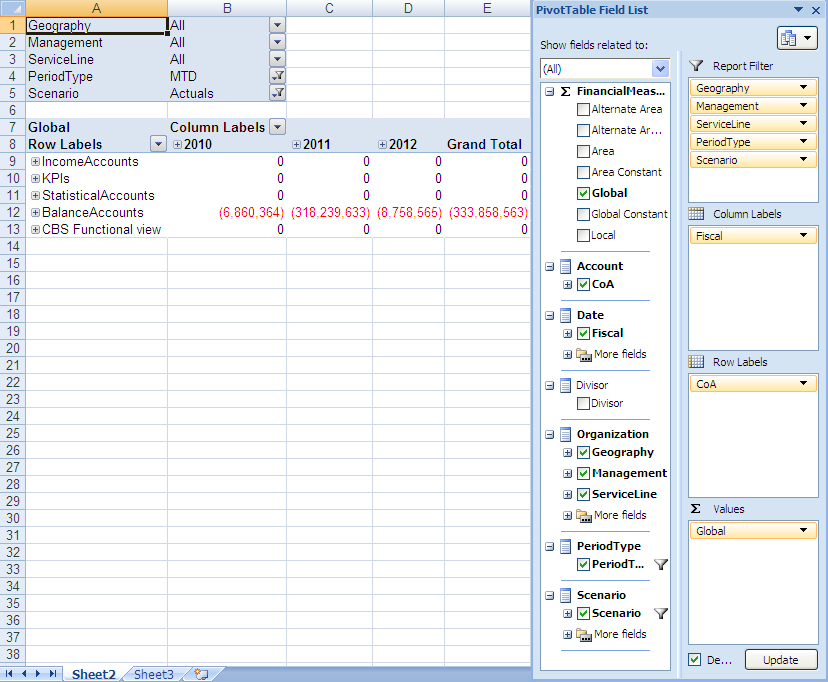 A B C D E
1 Geography All
2 Management All
3 ServiceLine All
4 PeriodType MTD
5 Scenario Actuals
6
7 Global Column Labels
8 Row Labels 2010 2011 2012 Grand Total
9 IncomeAccounts 0 0 0 0
10 KPIs 0 0 0 0
11 StatisticalAccounts 0 0 0 0
12 BalanceAccounts (6,860,364) (318,239,633) (8,758,565) (333,858,563)
13 CBS Functional view 0 0 0 0
14
15
16
17
18
19
20
21
22
23
24
25
26
27
28
29
30
31
32
33
34
35
36
37
38
Sheet2 Sheet3
PivotTable Field List
Show fields related to:
(All)
Σ FinancialMeas...
Alternate Area
Alternate Ar...
Area
Area Constant
Global
Global Constant
Local
Account
CoA
Date
Fiscal
More fields
Divisor
Divisor
Organization
Geography
Management
ServiceLine
More fields
PeriodType
PeriodT...
Scenario
Scenario
More fields
Report Filter
Geography
Management
ServiceLine
PeriodType
Scenario
Column Labels
Fiscal
Row Labels
CoA
Σ Values
Global
De... Update